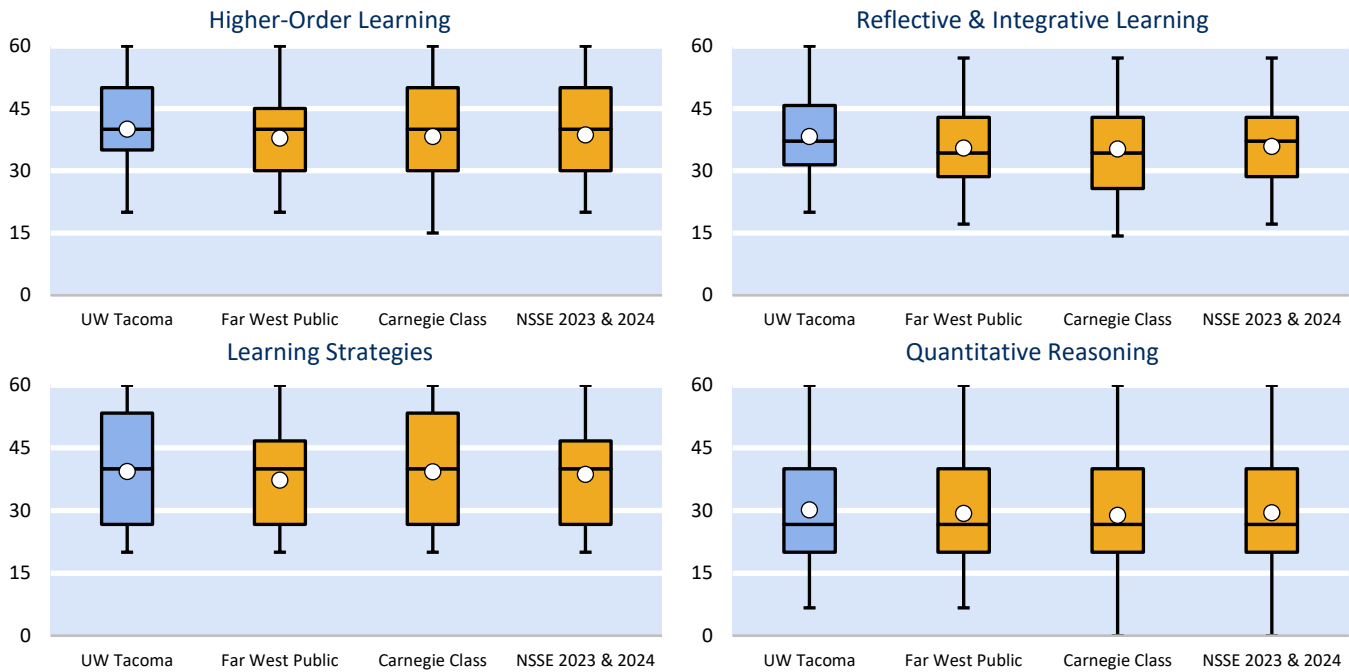 Higher-Order Learning
60
45
30
15
0
UW Tacoma Far West Public Carnegie Class NSSE 2023 & 2024
Reflective & Integrative Learning
60
45
30
15
0
UW Tacoma Far West Public Carnegie Class NSSE 2023 & 2024
Learning Strategies
60
45
30
15
0
UW Tacoma Far West Public Carnegie Class NSSE 2023 & 2024
Quantitative Reasoning
60
45
30
15
0
UW Tacoma Far West Public Carnegie Class NSSE 2023 & 2024